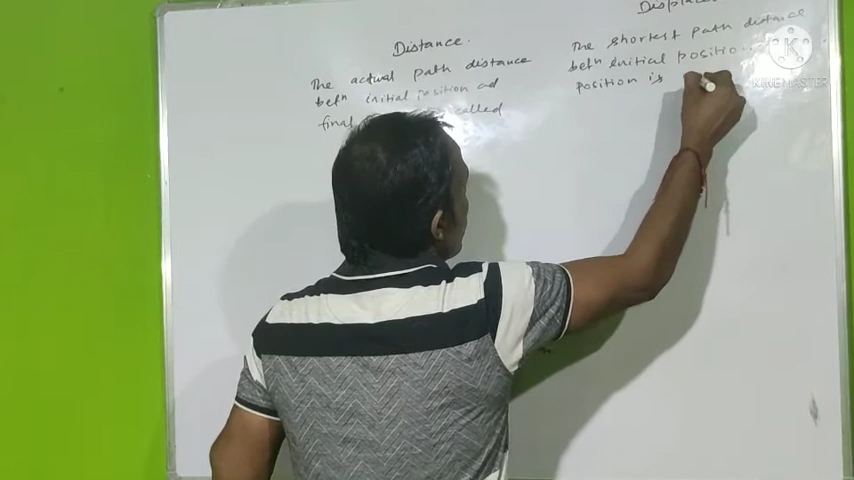 Distance.
The actual path distance
betn initial position and
final called
The shortest path distance
betn initial position
position is
K
KINEMASTER